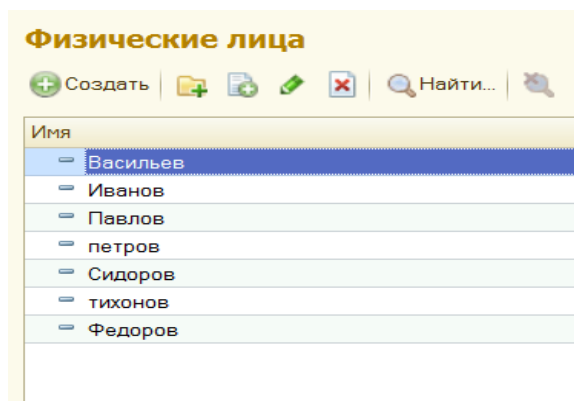 Физические лица
Создать Найти...
Имя
Васильев
Иванов
Павлов
петров
Сидоров
тихонов
Федоров